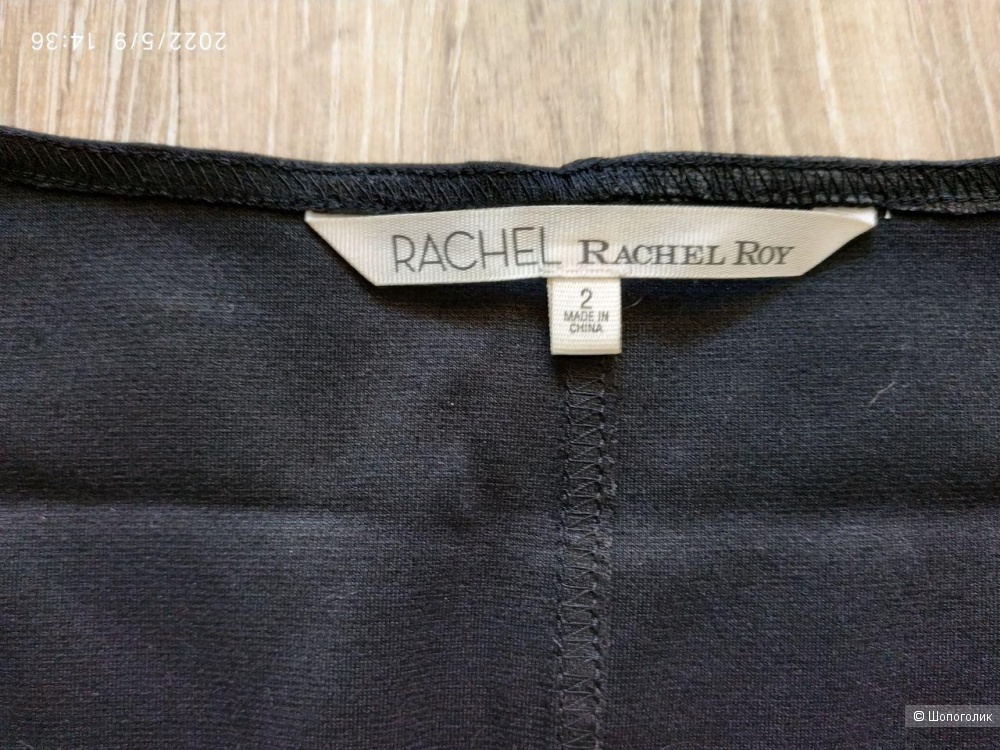 2022/5/9 14:36
RACHEL RACHEL ROY
2
MADE IN
CHINA
© Шопоголик